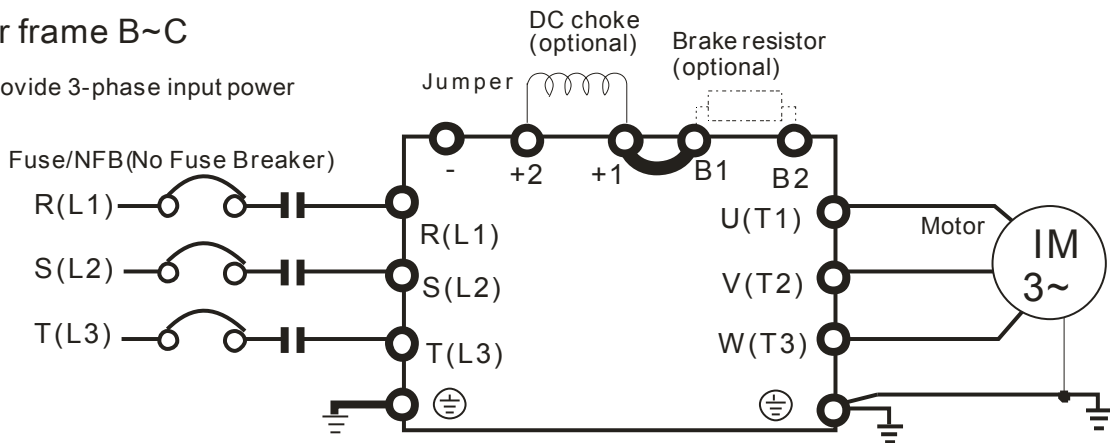 r frame B~C
ovide 3-phase input power
DC choke
(optional)
Brake resistor
(optional)
Jumper
Fuse/NFB(No Fuse Breaker)
- +2 +1 B1 B2
R(L1)
S(L2)
T(L3)
R(L1)
S(L2)
T(L3)
U(T1)
V(T2)
W(T3)
Motor
IM
3~